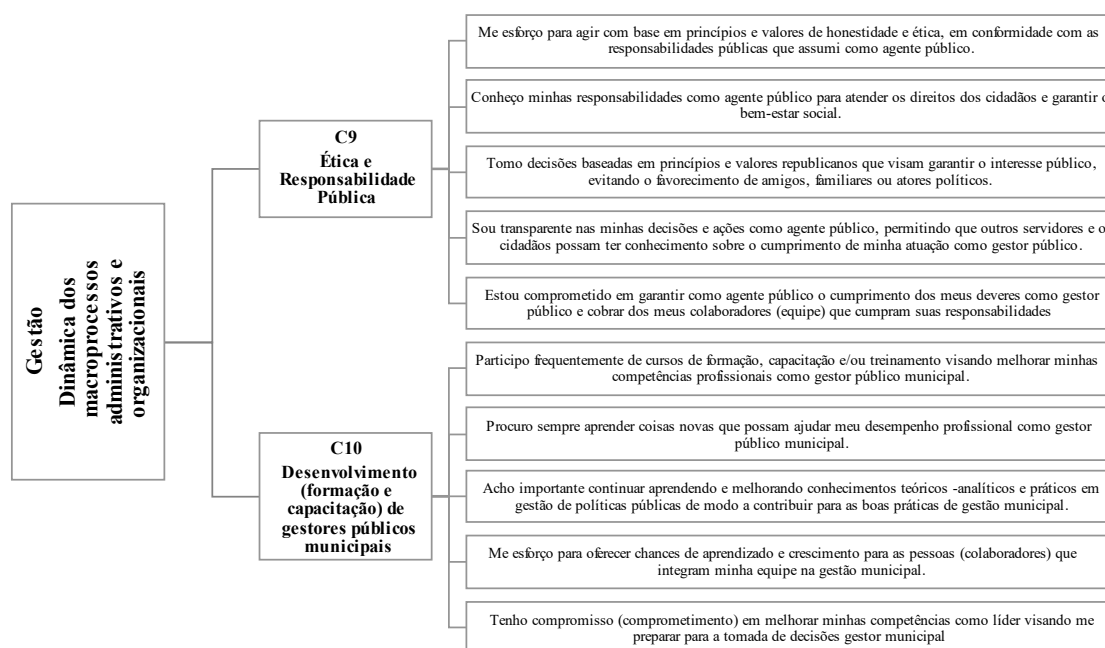 Gestão
Dinâmica dos
macroprocessos
administrativos e
organizacionais
C9
Ética e
Responsabilidade
Pública
Me esforço para agir com base em princípios e valores de honestidade e ética, em conformidade com as
responsabilidades públicas que assumi como agente público.
Conheço minhas responsabilidades como agente público para atender os direitos dos cidadãos e garantir o
bem-estar social.
Tomo decisões baseadas em princípios e valores republicanos que visam garantir o interesse público,
evitando o favorecimento de amigos, familiares ou atores políticos.
Sou transparente nas minhas decisões e ações como agente público, permitindo que outros servidores e o
cidadãos possam ter conhecimento sobre o cumprimento de minha atuação como gestor público.
Estou comprometido em garantir como agente público o cumprimento dos meus deveres como gestor
público e cobrar dos meus colaboradores (equipe) que cumpram suas responsabilidades
C10
Desenvolvimento
(formação e
capacitação) de
gestores públicos
municipais
Participo frequentemente de cursos de formação, capacitação e/ou treinamento visando melhorar minhas
competências profissionais como gestor público municipal.
Procuro sempre aprender coisas novas que possam ajudar meu desempenho profissional como gestor
público municipal.
Acho importante continuar aprendendo e melhorando conhecimentos teóricos -analíticos e práticos em
gestão de políticas públicas de modo a contribuir para as boas práticas de gestão municipal.
Me esforço para oferecer chances de aprendizado e crescimento para as pessoas (colaboradores) que
integram minha equipe na gestão municipal.
Tenho compromisso (comprometimento) em melhorar minhas competências como líder visando me
preparar para a tomada de decisões gestor municipal